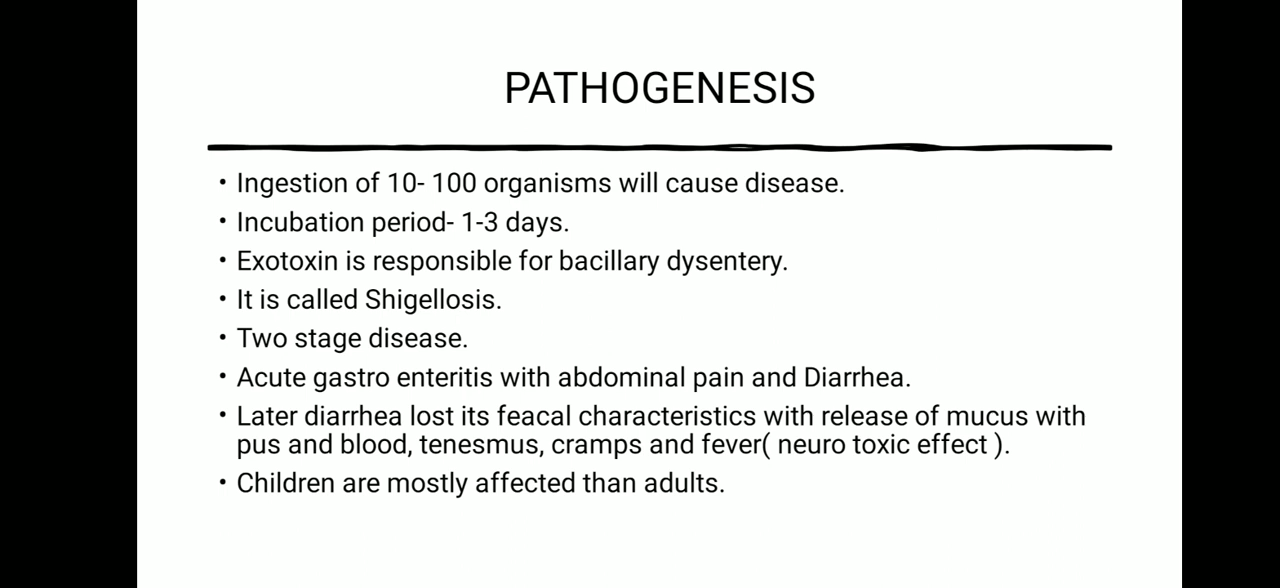 PATHOGENESIS
• Ingestion of 10- 100 organisms will cause disease.
• Incubation period- 1-3 days.
• Exotoxin is responsible for bacillary dysentery.
• It is called Shigellosis.
• Two stage disease.
• Acute gastro enteritis with abdominal pain and Diarrhea.
• Later diarrhea lost its feacal characteristics with release of mucus with
pus and blood, tenesmus, cramps and fever( neuro toxic effect ).
• Children are mostly affected than adults.